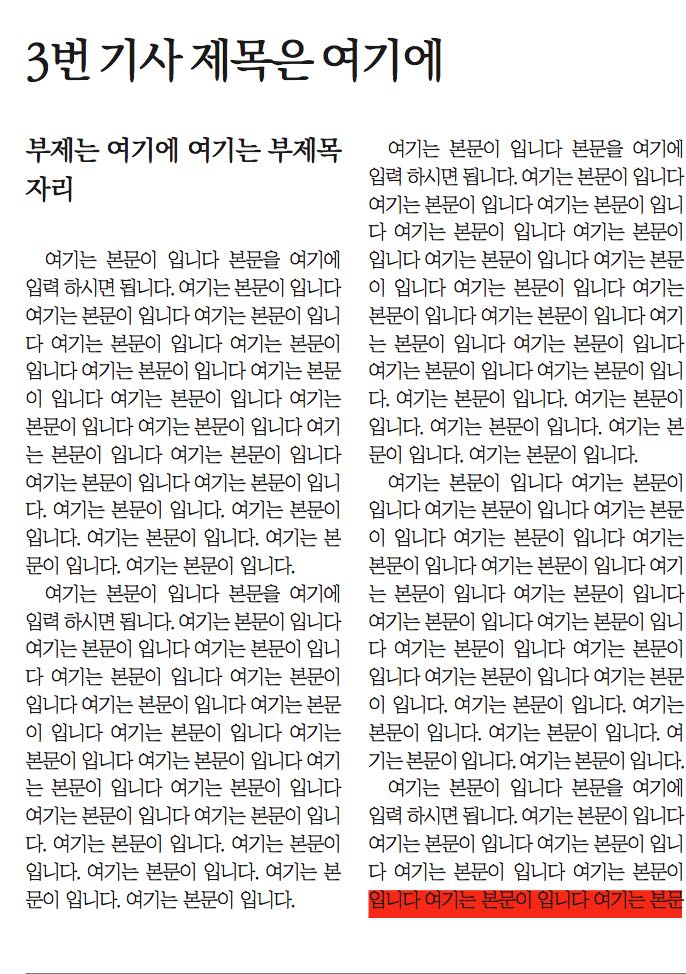 3번 기사 제목은 여기에
부제는 여기에 여기는 부제목
자리
여기는 본문이 입니다 본문을 여기에
입력 하시면 됩니다. 여기는 본문이 입니다
여기는 본문이 입니다 여기는 본문이 입니
다 여기는 본문이 입니다 여기는 본문이
입니다 여기는 본문이 입니다 여기는 본문
이 입니다 여기는 본문이 입니다 여기는
본문이 입니다 여기는 본문이 입니다 여기
는 본문이 입니다 여기는 본문이 입니다
여기는 본문이 입니다 여기는 본문이 입니
다. 여기는 본문이 입니다. 여기는 본문이
입니다. 여기는 본문이 입니다. 여기는 본
문이 입니다. 여기는 본문이 입니다.
여기는 본문이 입니다 본문을 여기에
입력 하시면 됩니다. 여기는 본문이 입니다
여기는 본문이 입니다 여기는 본문이 입니
다 여기는 본문이 입니다 여기는 본문이
입니다 여기는 본문이 입니다 여기는 본문
이 입니다 여기는 본문이 입니다 여기는
본문이 입니다 여기는 본문이 입니다 여기
는 본문이 입니다 여기는 본문이 입니다
여기는 본문이 입니다 여기는 본문이 입니
다. 여기는 본문이 입니다. 여기는 본문이
입니다. 여기는 본문이 입니다. 여기는 본
문이 입니다. 여기는 본문이 입니다.
여기는 본문이 입니다 본문을 여기에
입력 하시면 됩니다. 여기는 본문이 입니다
여기는 본문이 입니다 여기는 본문이 입니
다 여기는 본문이 입니다 여기는 본문이
입니다 여기는 본문이 입니다 여기는 본문
이 입니다 여기는 본문이 입니다 여기는
본문이 입니다 여기는 본문이 입니다 여기
는 본문이 입니다 여기는 본문이 입니다
여기는 본문이 입니다 여기는 본문이 입니
다. 여기는 본문이 입니다. 여기는 본문이
입니다. 여기는 본문이 입니다. 여기는 본
문이 입니다. 여기는 본문이 입니다.
여기는 본문이 입니다 여기는 본문이
입니다 여기는 본문이 입니다 여기는 본문
이 입니다 여기는 본문이 입니다 여기는
본문이 입니다 여기는 본문이 입니다 여기
는 본문이 입니다 여기는 본문이 입니다
여기는 본문이 입니다 여기는 본문이 입니
다 여기는 본문이 입니다 여기는 본문이
입니다 여기는 본문이 입니다 여기는 본문
이 입니다. 여기는 본문이 입니다. 여기는
본문이 입니다. 여기는 본문이 입니다. 여
기는 본문이 입니다. 여기는 본문이 입니다.
여기는 본문이 입니다 본문을 여기에
입력 하시면 됩니다. 여기는 본문이 입니다
여기는 본문이 입니다 여기는 본문이 입니
다 여기는 본문이 입니다 여기는 본문이
입니다 여기는 본문이 입니다 여기는 본문